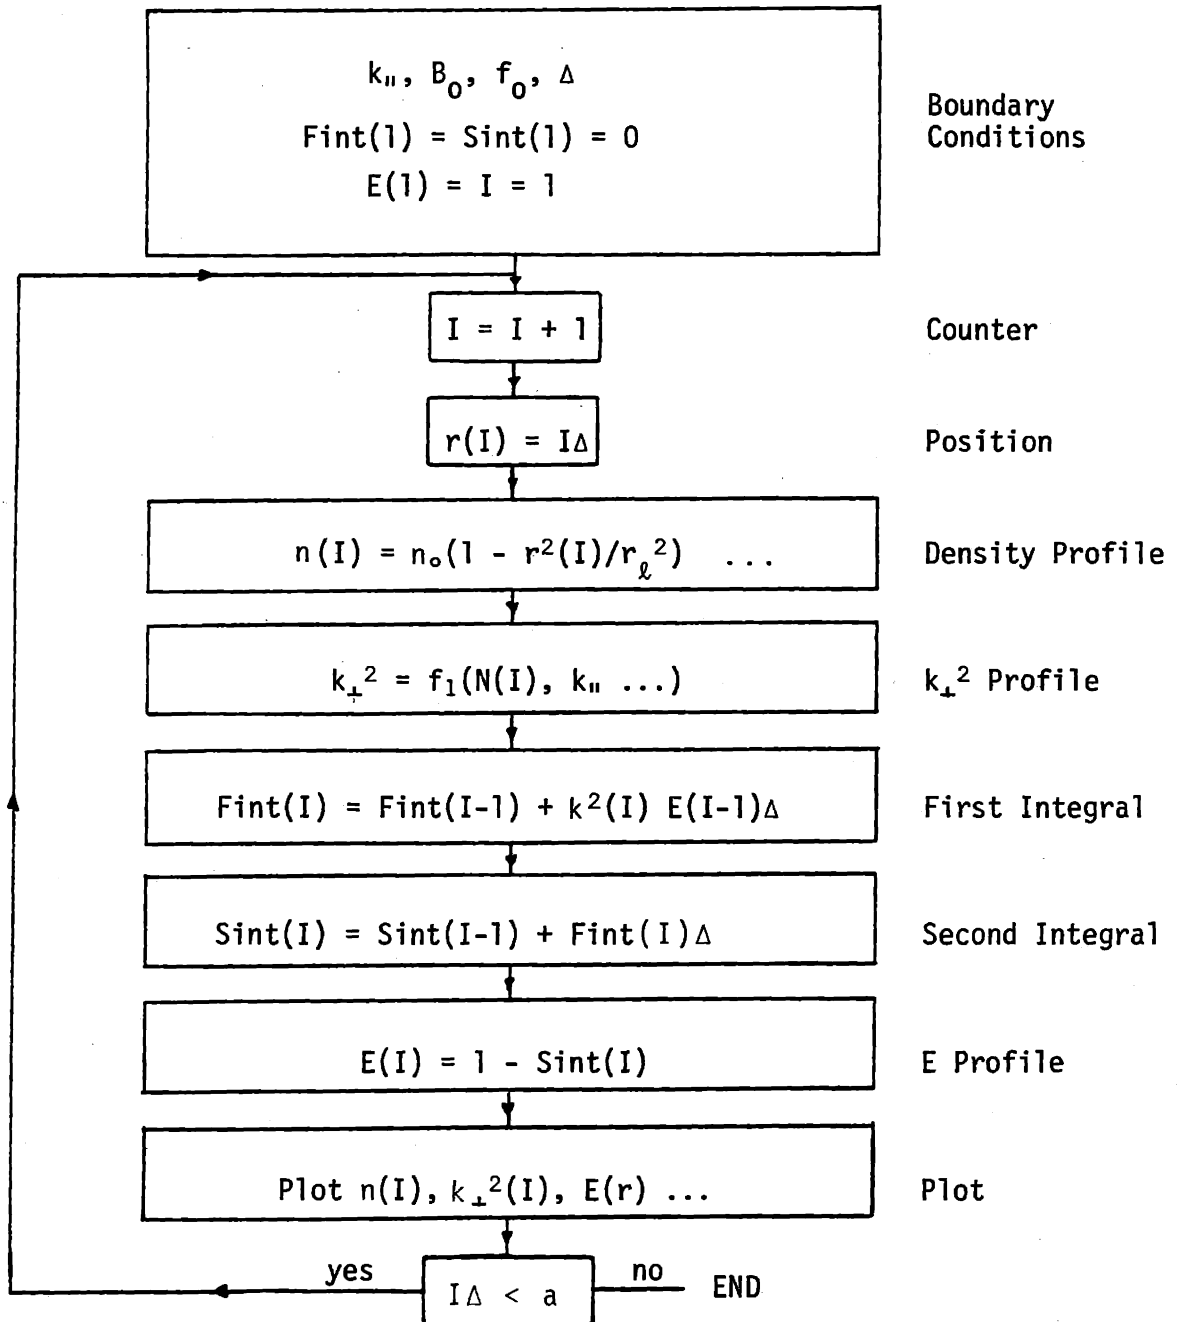 k∥, B₀, f₀, Δ
Fint(1) = Sint(1) = 0
E(1) = I = 1
Boundary
Conditions
I = I + 1
Counter
r(I) = IΔ
Position
n(I) = n₀(1 - r²(I)/r_ℓ²) ...
Density Profile
k⊥² = f₁(N(I), k∥ ...)
k⊥² Profile
Fint(I) = Fint(I-1) + k²(I) E(I-1)Δ
First Integral
Sint(I) = Sint(I-1) + Fint(I)Δ
Second Integral
E(I) = 1 - Sint(I)
E Profile
Plot n(I), k⊥²(I), E(r) ...
Plot
yes
IΔ < a
no
END